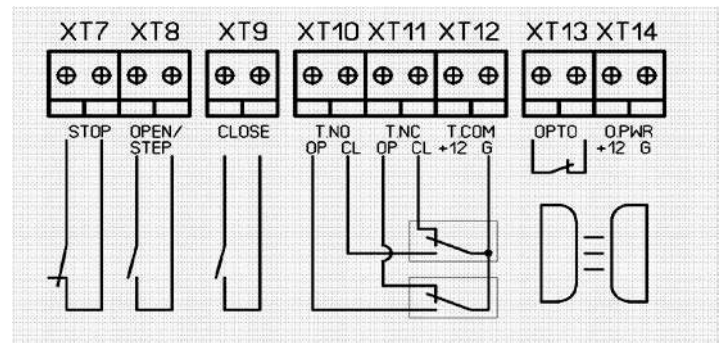 XT7 XT8 XT9 XT10 XT11 XT12 XT13 XT14
STOP OPEN/ CLOSE T.NO T.NC T.COM OPTO O.PWR
STEP OP CL OP CL +12 G +12 G